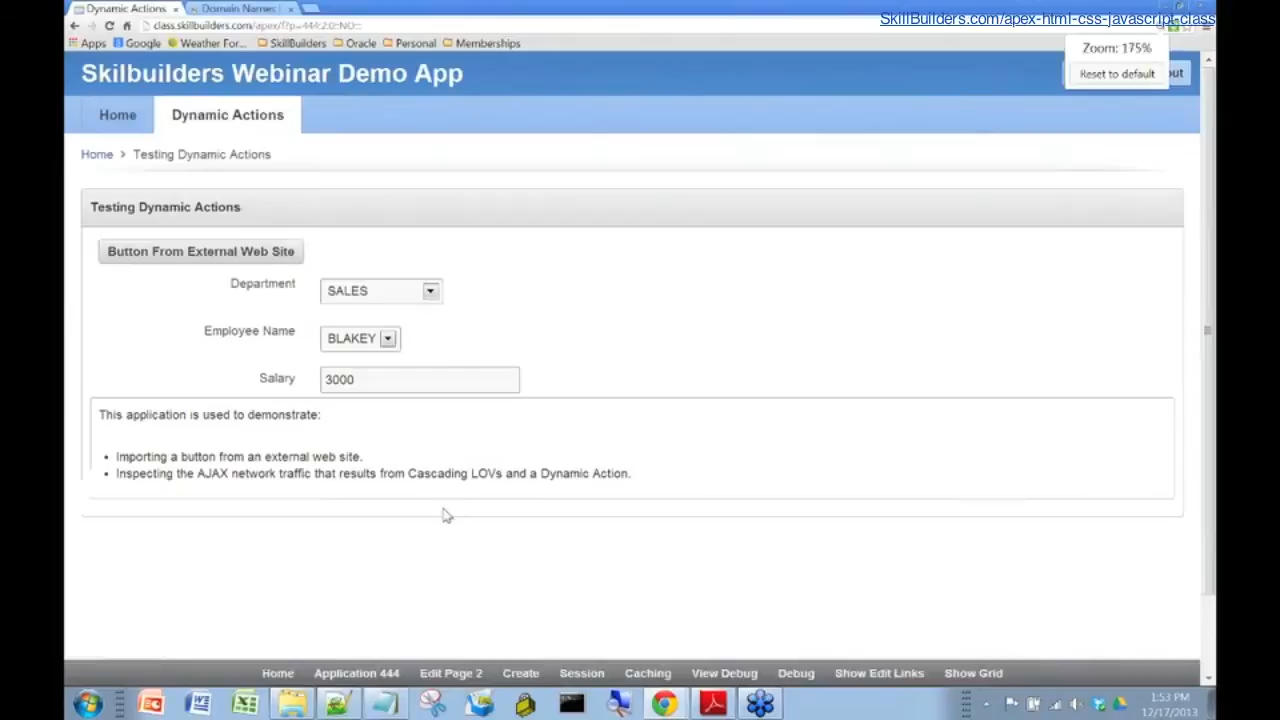 Dynamic Actions × Domain Names ×
SkillBuilders.com/apex-html-css-javascript-class
class.skillbuilders.com/apex/f?p=444:2:0::NO:::
Apps Google Weather For... SkillBuilders Oracle Personal Memberships
Zoom: 175%
Reset to default
out
Skilbuilders Webinar Demo App
Home Dynamic Actions
Home > Testing Dynamic Actions
Testing Dynamic Actions
Button From External Web Site
Department SALES
Employee Name BLAKEY
Salary 3000
This application is used to demonstrate:
• Importing a button from an external web site.
• Inspecting the AJAX network traffic that results from Cascading LOVs and a Dynamic Action.
Home Application 444 Edit Page 2 Create Session Caching View Debug Debug Show Edit Links Show Grid
1:53 PM
12/17/2013